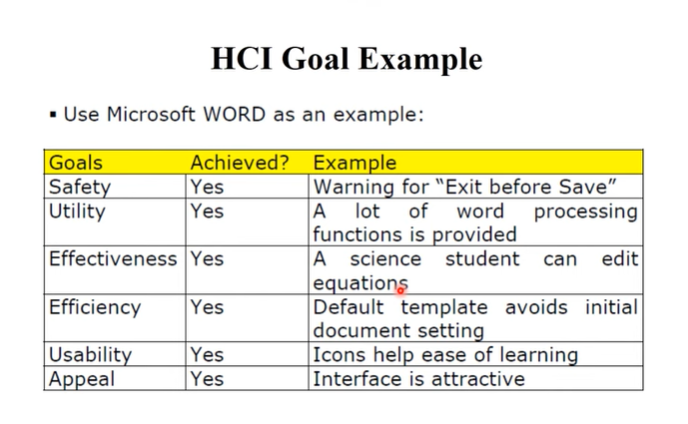 HCI Goal Example
▪ Use Microsoft WORD as an example:
Goals Achieved? Example
Safety Yes Warning for “Exit before Save”
Utility Yes A lot of word processing
functions is provided
Effectiveness Yes A science student can edit
equations
Efficiency Yes Default template avoids initial
document setting
Usability Yes Icons help ease of learning
Appeal Yes Interface is attractive